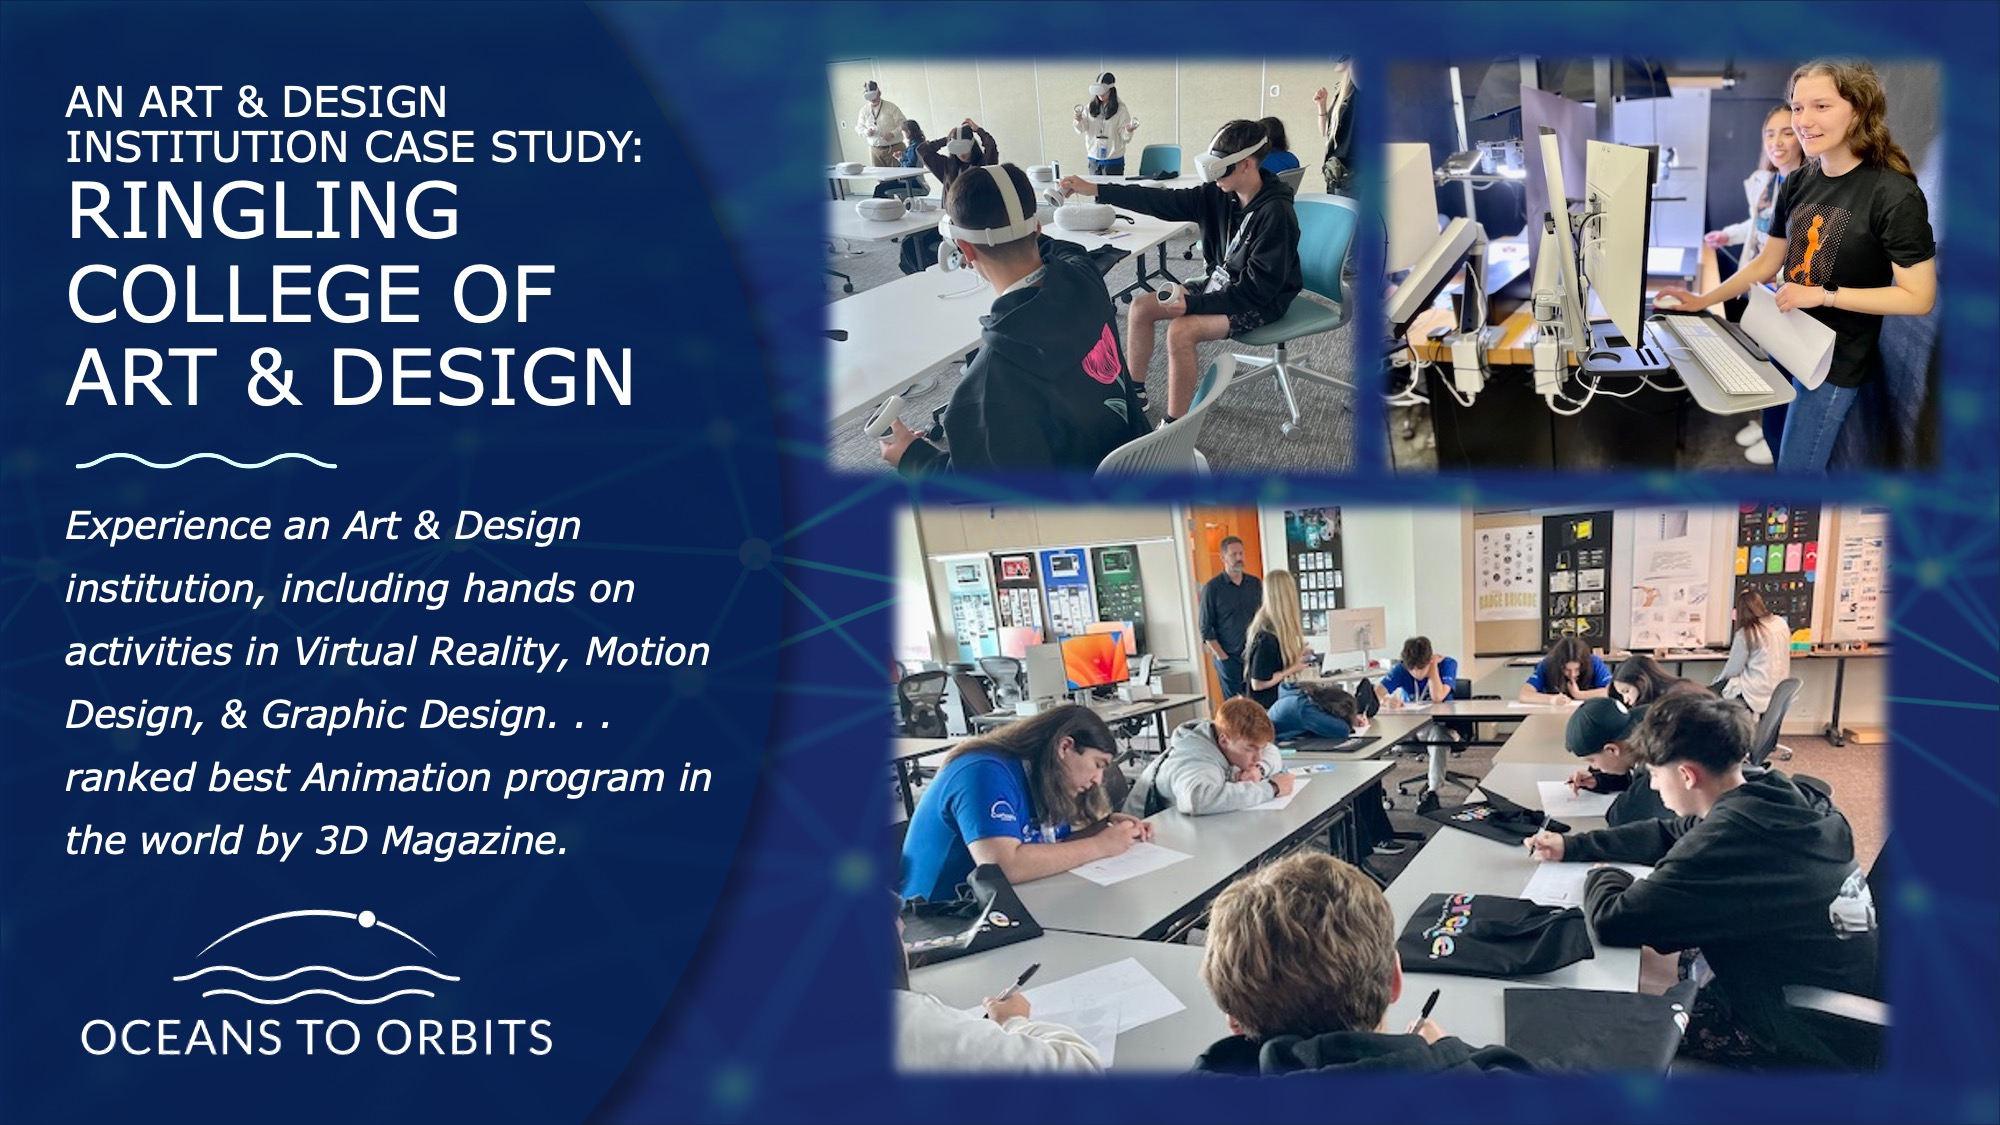 AN ART & DESIGN
INSTITUTION CASE STUDY:
RINGLING
COLLEGE OF
ART & DESIGN
Experience an Art & Design
institution, including hands on
activities in Virtual Reality, Motion
Design, & Graphic Design. . .
ranked best Animation program in
the world by 3D Magazine.
OCEANS TO ORBITS